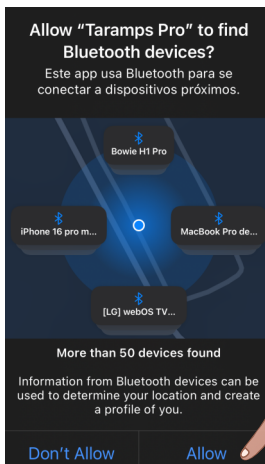 Allow “Taramps Pro” to find
Bluetooth devices?
Este app usa Bluetooth para se
conectar a dispositivos próximos.
Bowie H1 Pro
iPhone 16 pro m...
MacBook Pro de...
[LG] webOS TV...
More than 50 devices found
Information from Bluetooth devices can be
used to determine your location and create
a profile of you.
Don’t Allow
Allow